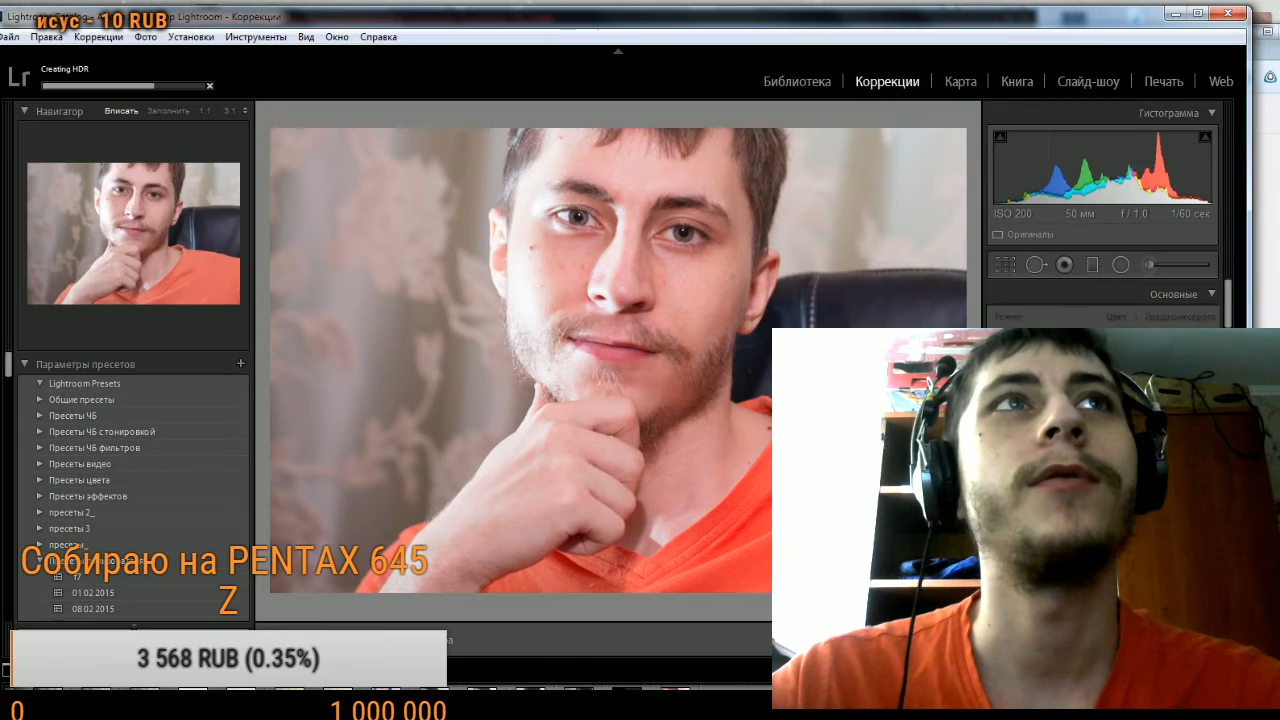 исус - 10 RUB
Lightroom - Коррекции
Файл Правка Коррекции Фото Установки Инструменты Вид Окно Справка
Lr
Creating HDR
Библиотека Коррекции Карта Книга Слайд-шоу Печать Web
Навигатор Вписать Заполнить 1:1 3:1
Гистограмма
ISO 200 50 мм f / 1.0 1/60 сек
Оригиналы
Основные
Цвет
Параметры пресетов
Lightroom Presets
Общие пресеты
Пресеты ЧБ
Пресеты ЧБ с тонировкой
Пресеты ЧБ фильтров
Пресеты видео
Пресеты цвета
Пресеты эффектов
пресеты 2_
пресеты 3
пресеты_
Собираю на PENTAX 645
Z
01 02 2015
08 02 2015
3 568 RUB (0.35%)
0 1 000 000